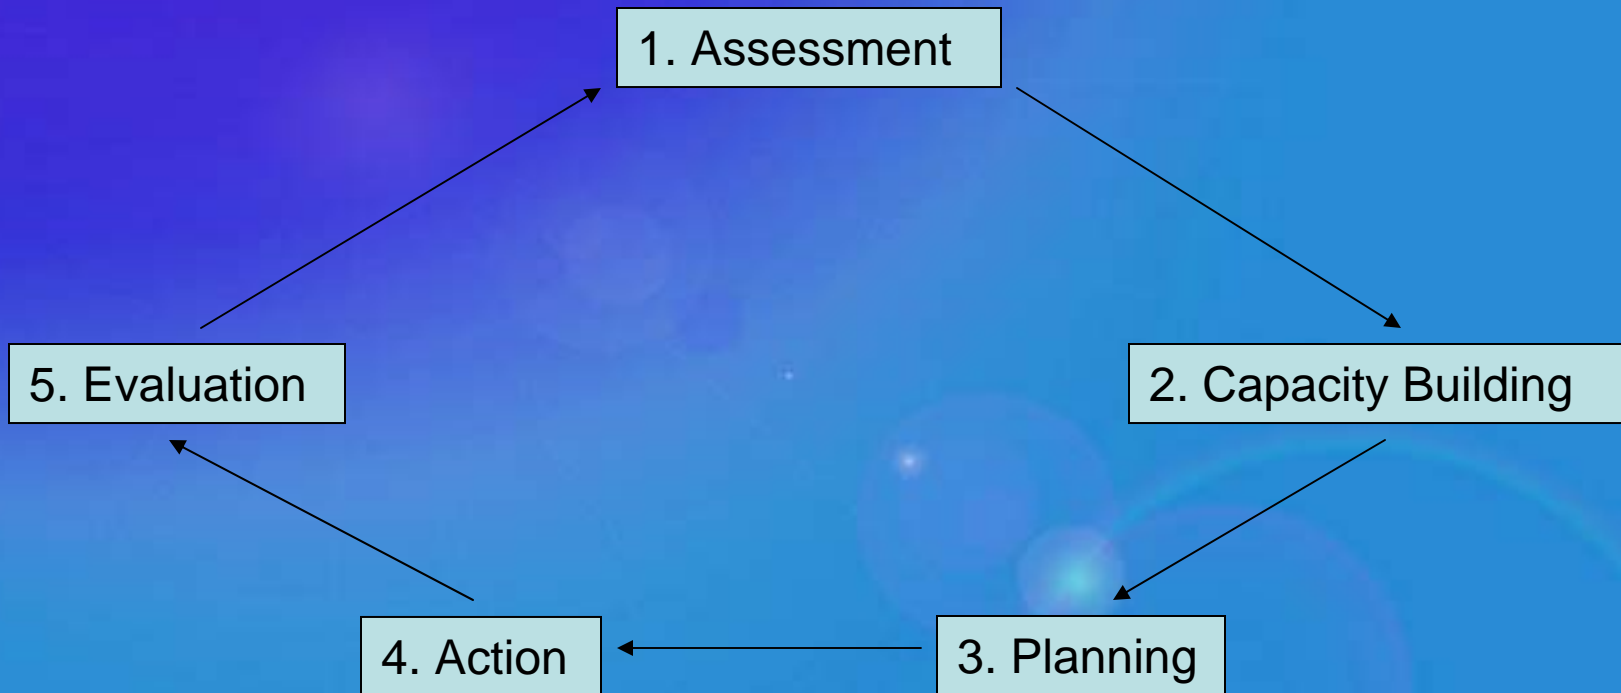 1. Assessment
2. Capacity Building
3. Planning
4. Action
5. Evaluation